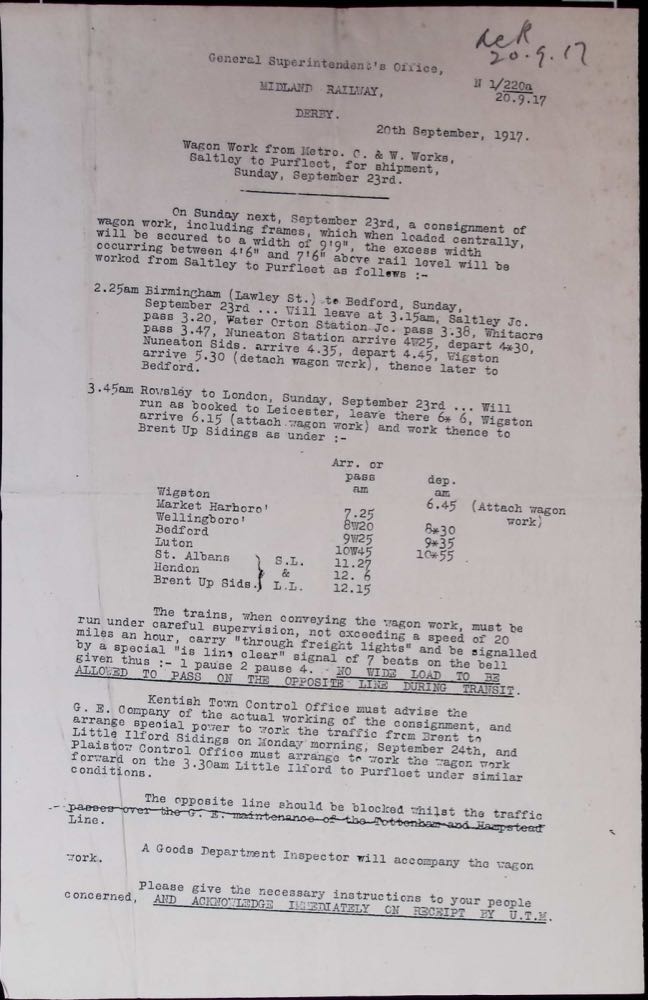 AcR
20.9.17
General Superintendent's Office,
N 1/220a
MIDLAND RAILWAY,
20.9.17
DERBY.
20th September, 1917.
Wagon Work from Metro. C. & W. Works,
Saltley to Purfleet, for shipment,
Sunday, September 23rd.
On Sunday next, September 23rd, a consignment of
wagon work, including frames, which when loaded centrally,
will be secured to a width of 9'9", the excess width
occurring between 4'6" and 7'6" above rail level will be
worked from Saltley to Purfleet as follows :-
2.25am Birmingham (Lawley St.) to Bedford, Sunday,
September 23rd ... Will leave at 3.15am, Saltley Jc.
pass 3.20, Water Orton Station Jc. pass 3.38, Whitacre
pass 3.47, Nuneaton Station arrive 4W25, depart 4*30,
Nuneaton Sids. arrive 4.35, depart 4.45, Wigston
arrive 5.30 (detach wagon work), thence later to
Bedford.
3.45am Rowsley to London, Sunday, September 23rd ... Will
run as booked to Leicester, leave there 6* 6, Wigston
arrive 6.15 (attach wagon work) and work thence to
Brent Up Sidings as under :-
Arr. or
pass dep.
am am
Wigston 6.45 (Attach wagon
Market Harboro' 7.25 work)
Wellingboro' 8W20 8*30
Bedford 9W25 9*35
Luton 10W45 10*55
St. Albans } S.L. 11.27
Hendon } & 12. 6
Brent Up Sids.} L.L. 12.15
The trains, when conveying the wagon work, must be
run under careful supervision, not exceeding a speed of 20
miles an hour, carry "through freight lights" and be signalled
by a special "is line clear" signal of 7 beats on the bell
given thus :- 1 pause 2 pause 4. - NO WIDE LOAD TO BE
ALLOWED TO PASS ON THE OPPOSITE LINE DURING TRANSIT.
Kentish Town Control Office must advise the
G. E. Company of the actual working of the consignment, and
arrange special power to work the traffic from Brent to
Little Ilford Sidings on Monday morning, September 24th, and
Plaistow Control Office must arrange to work the wagon work
forward on the 3.30am Little Ilford to Purfleet under similar
conditions.
The opposite line should be blocked whilst the traffic
passes over the G. E. maintenance of the Tottenham and Hampstead
Line.
A Goods Department Inspector will accompany the wagon
work.
Please give the necessary instructions to your people
concerned, AND ACKNOWLEDGE IMMEDIATELY ON RECEIPT BY U.T.M.